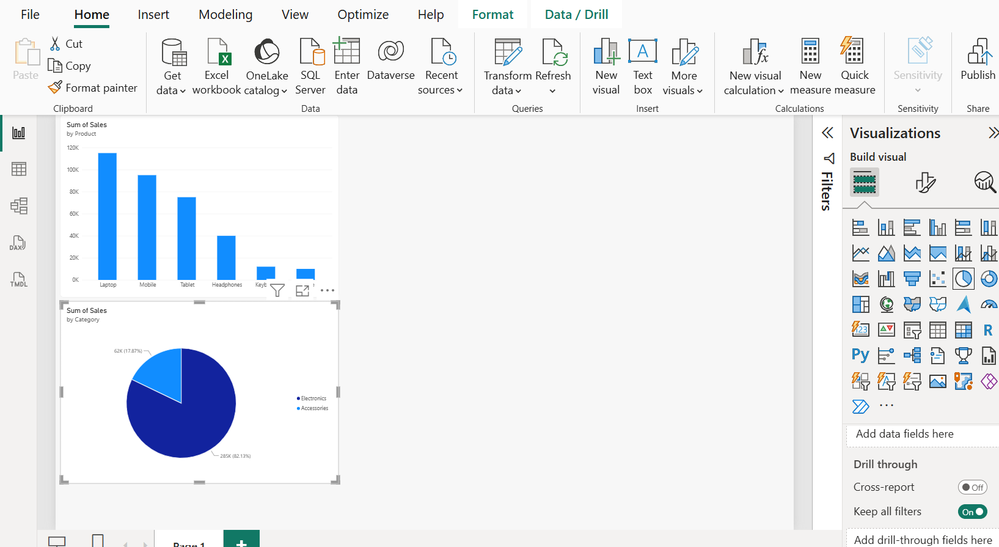 File Home Insert Modeling View Optimize Help Format Data / Drill
Paste
Cut
Copy
Format painter
Clipboard
Get data
Excel workbook
OneLake catalog
SQL Server
Enter data
Dataverse
Recent sources
Data
Transform data
Refresh
Queries
New visual
Text box
More visuals
Insert
New visual calculation
New measure
Quick measure
Calculations
Sensitivity
Sensitivity
Publish
Share
DAX
TMDL
Sum of Sales
by Product
120K
100K
80K
60K
40K
20K
0K
Laptop Mobile Tablet Headphones
Sum of Sales
by Category
62K (17.87%)
Electronics
Accessories
285K (82.13%)
Page 1
+
Filters
Visualizations
Build visual
123
R
Py
Add data fields here
Drill through
Cross-report
Off
Keep all filters
On
Add drill-through fields here